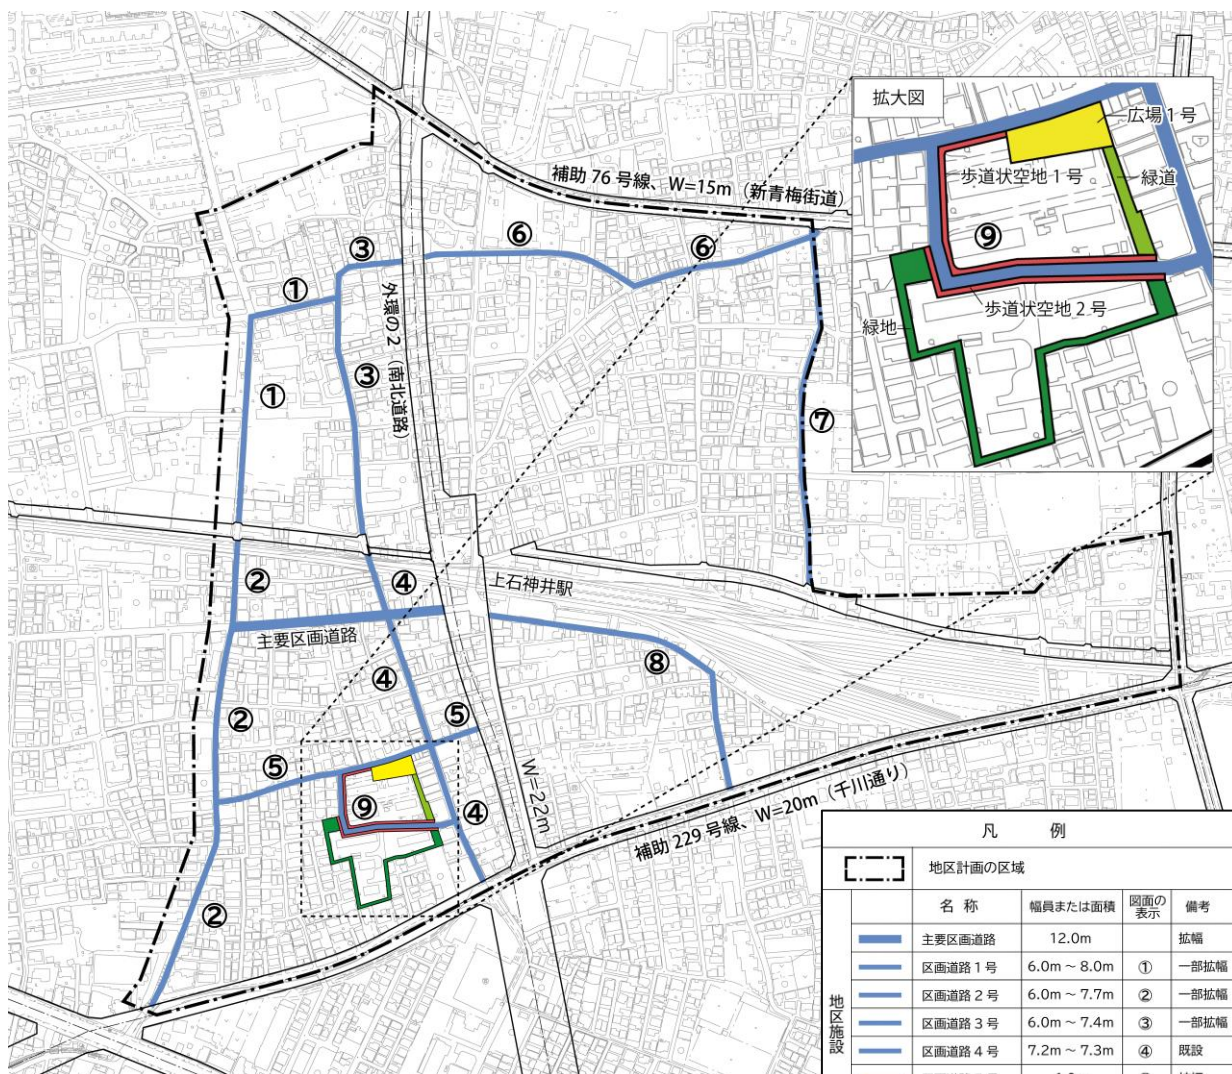 拡大図
広場1号
歩道状空地1号
緑道
⑨
歩道状空地2号
緑地
補助76号線、W=15m（新青梅街道）
⑥
⑥
③
①
外環の2（南北道路）
①
③
⑦
②
④
上石神井駅
主要区画道路
⑧
④
②
⑤
⑤
W=22m
⑨
④
補助229号線、W=20m（千川通り）
②
凡 例
地区計画の区域
名 称 幅員または面積 図面の表示 備考
地区施設
主要区画道路 12.0m 拡幅
区画道路1号 6.0m～8.0m ① 一部拡幅
区画道路2号 6.0m～7.7m ② 一部拡幅
区画道路3号 6.0m～7.4m ③ 一部拡幅
区画道路4号 7.2m～7.3m ④ 既設